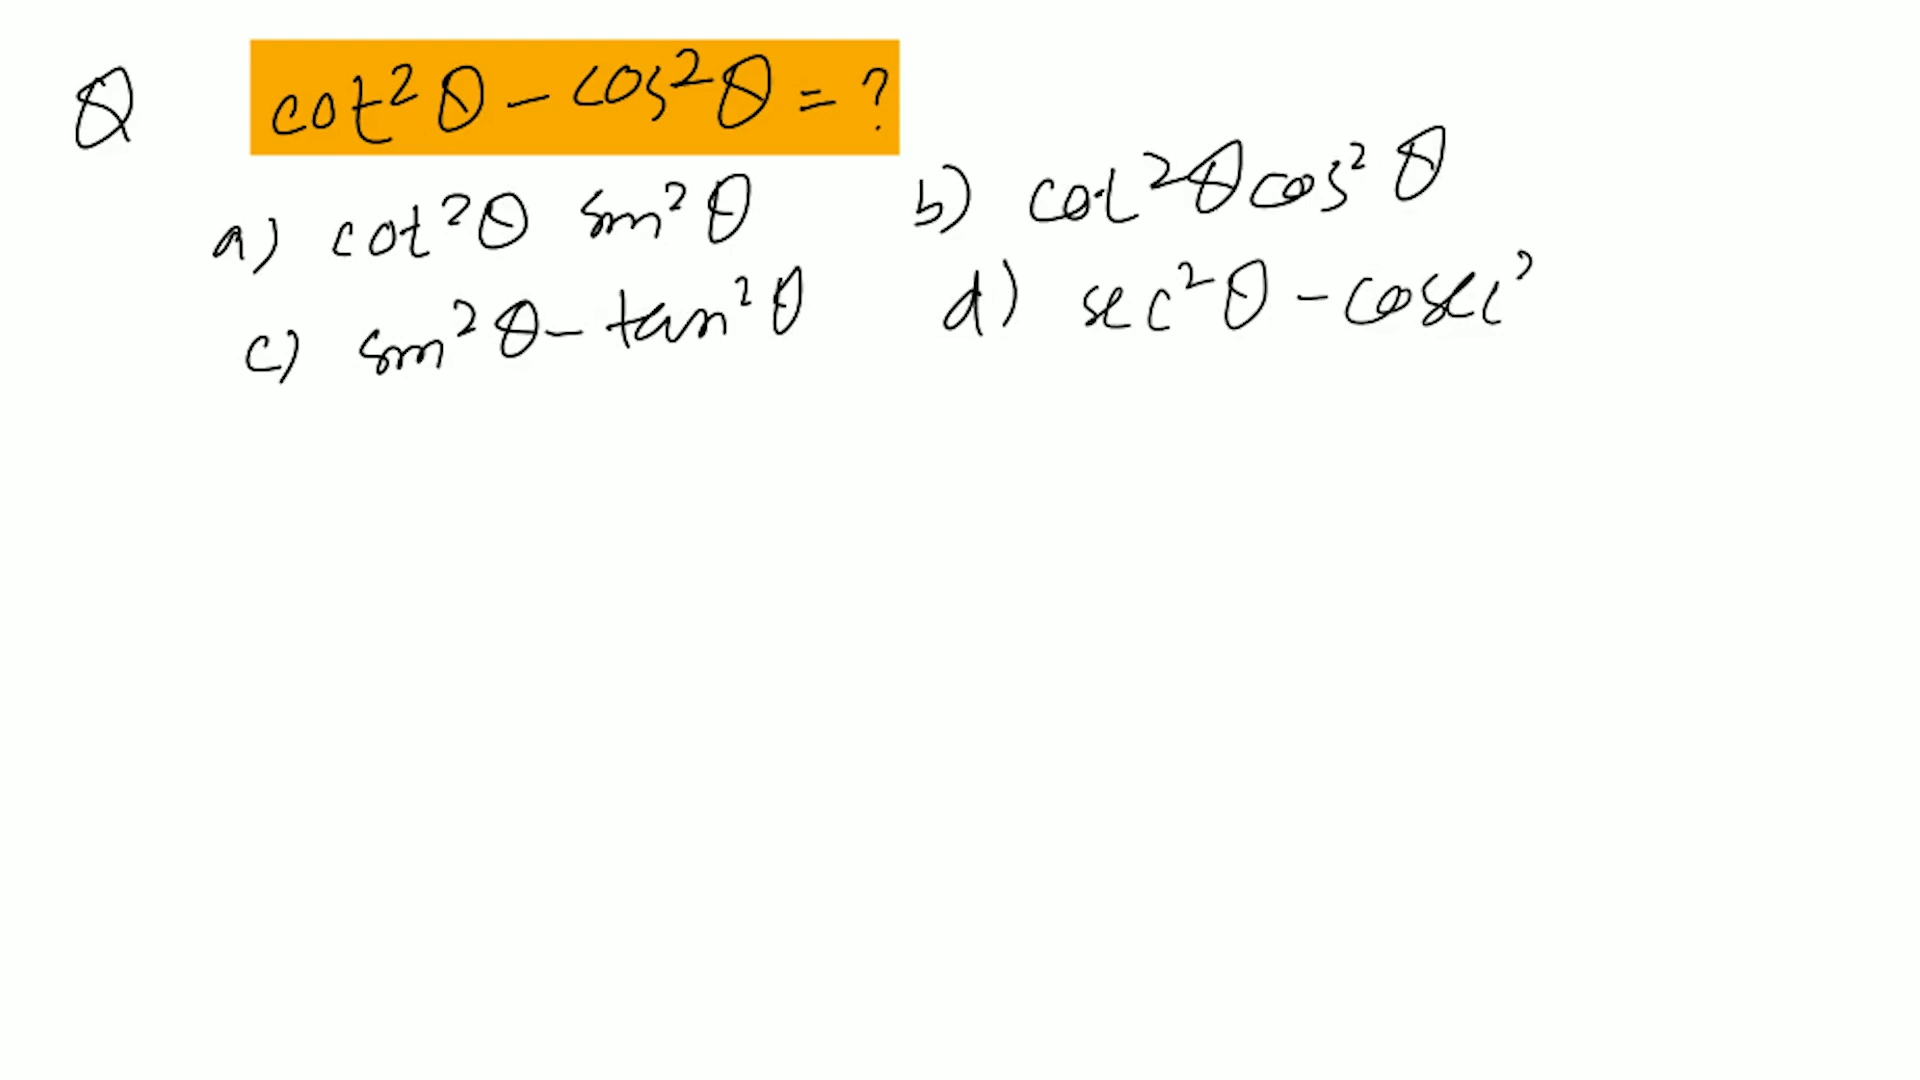 Q cot²θ - cos²θ = ?
a) cot²θ sin²θ b) cot²θ cos²θ
c) sin²θ - tan²θ d) sec²θ - cosec²